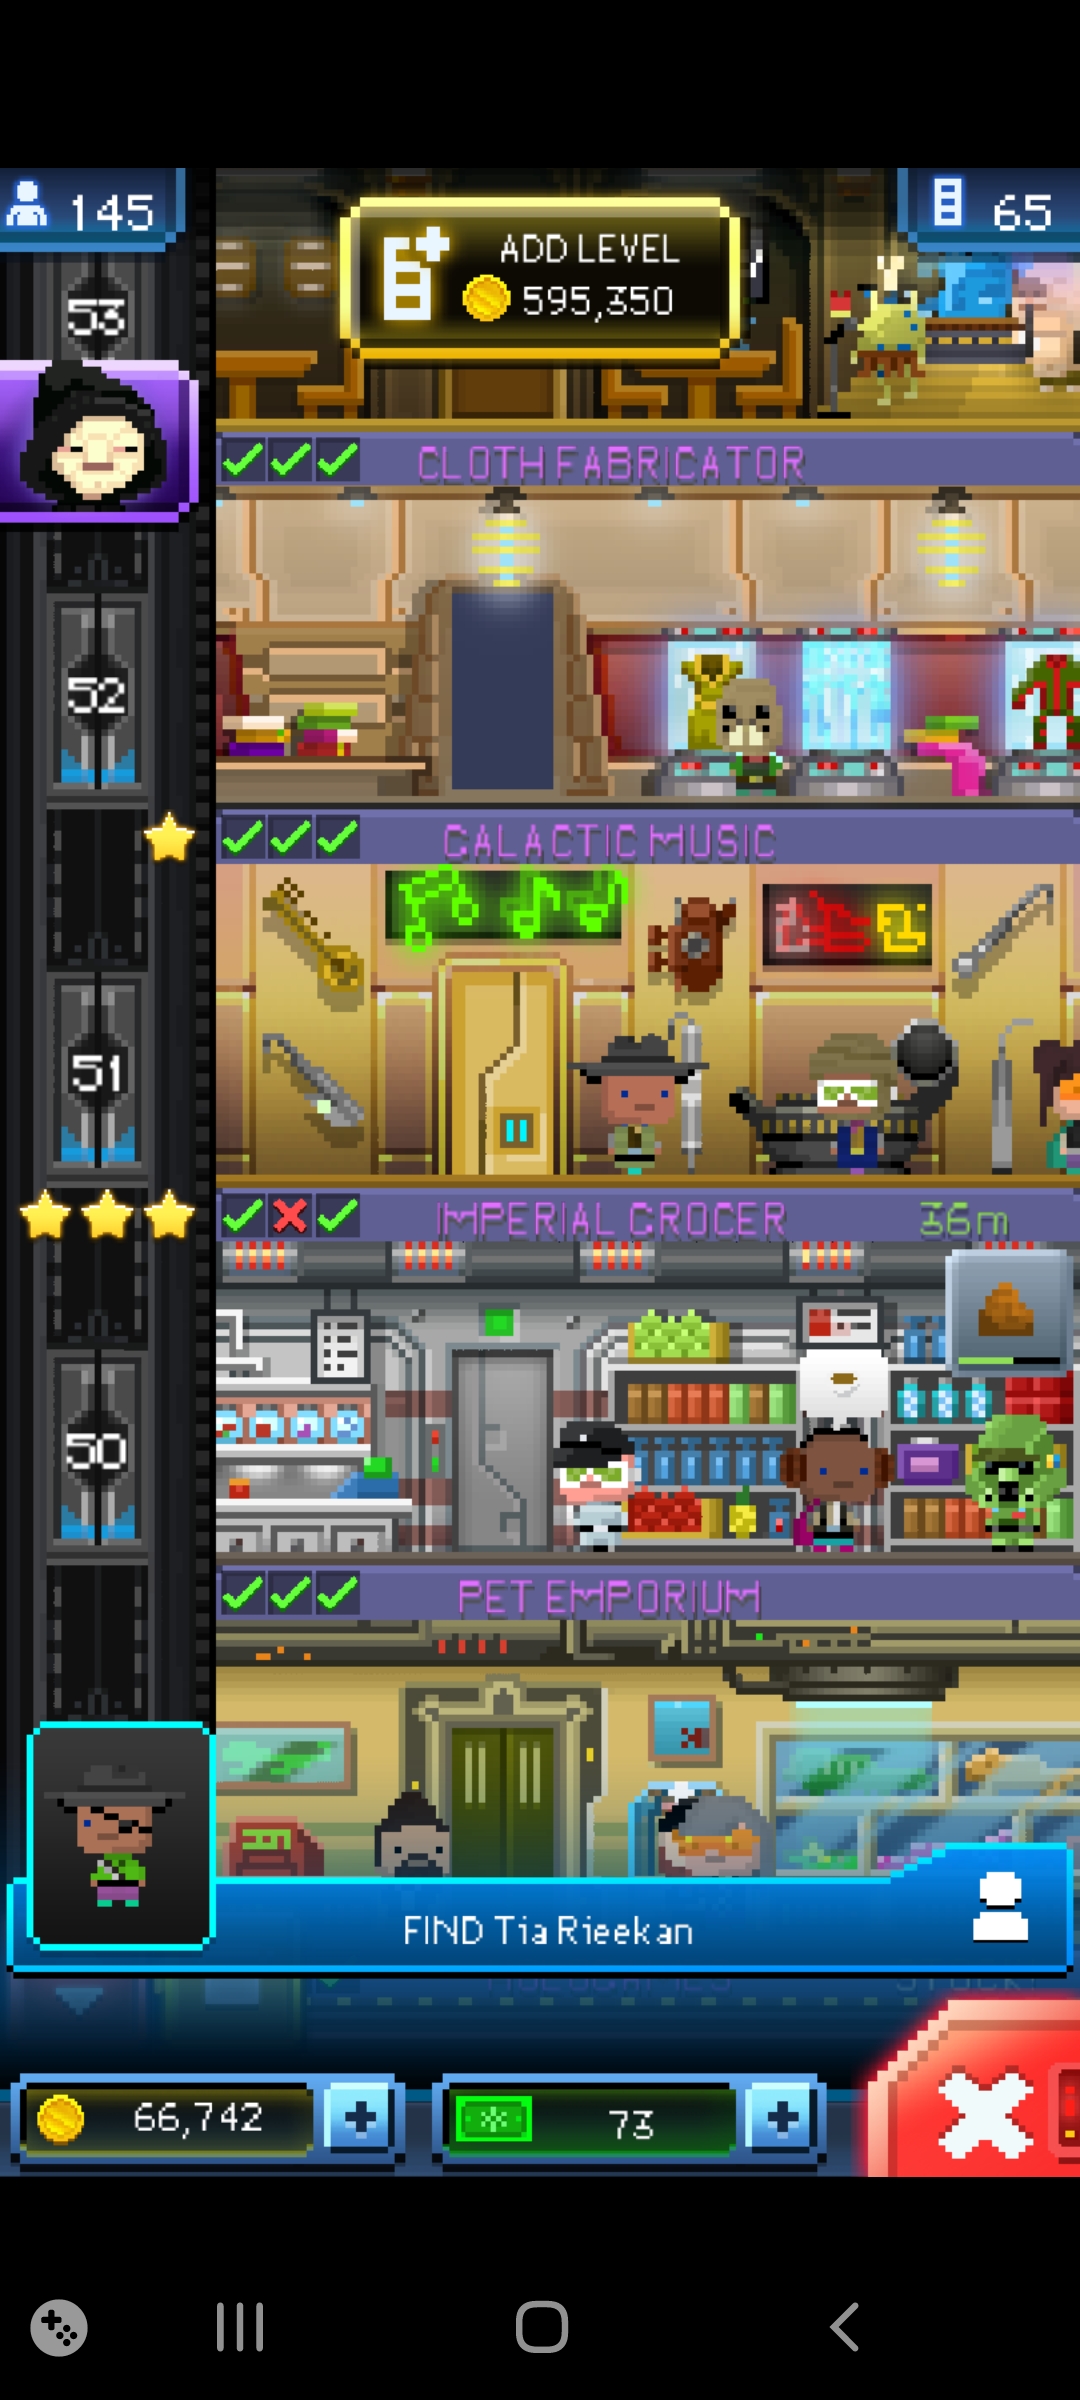 145
65
ADD LEVEL
595,350
53
CLOTH FABRICATOR
52
GALACTIC MUSIC
51
IMPERIAL GROCER 36m
50
PET EMPORIUM
FIND Tia Rieekan
66,742
73